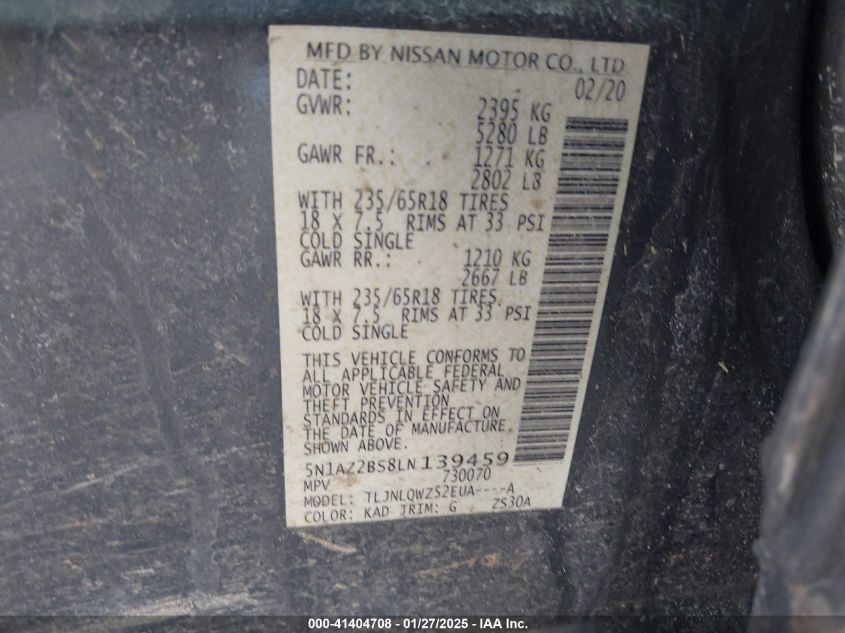 MFD BY NISSAN MOTOR CO., LTD
DATE: 02/20
GVWR: 2395 KG
5280 LB
GAWR FR.: 1271 KG
2802 LB
WITH 235/65R18 TIRES
18 X 7.5 RIMS AT 33 PSI
COLD SINGLE
GAWR RR.: 1210 KG
2667 LB
WITH 235/65R18 TIRES
18 X 7.5 RIMS AT 33 PSI
COLD SINGLE
THIS VEHICLE CONFORMS TO
ALL APPLICABLE FEDERAL
MOTOR VEHICLE SAFETY AND
THEFT PREVENTION
STANDARDS IN EFFECT ON
THE DATE OF MANUFACTURE
SHOWN ABOVE.
5N1AZ2BS8LN139459
MPV 730070
MODEL: TLJNLQWZS2EUA----A
COLOR: KAD TRIM: G ZS30A
000-41404708 - 01/27/2025 - IAA Inc.